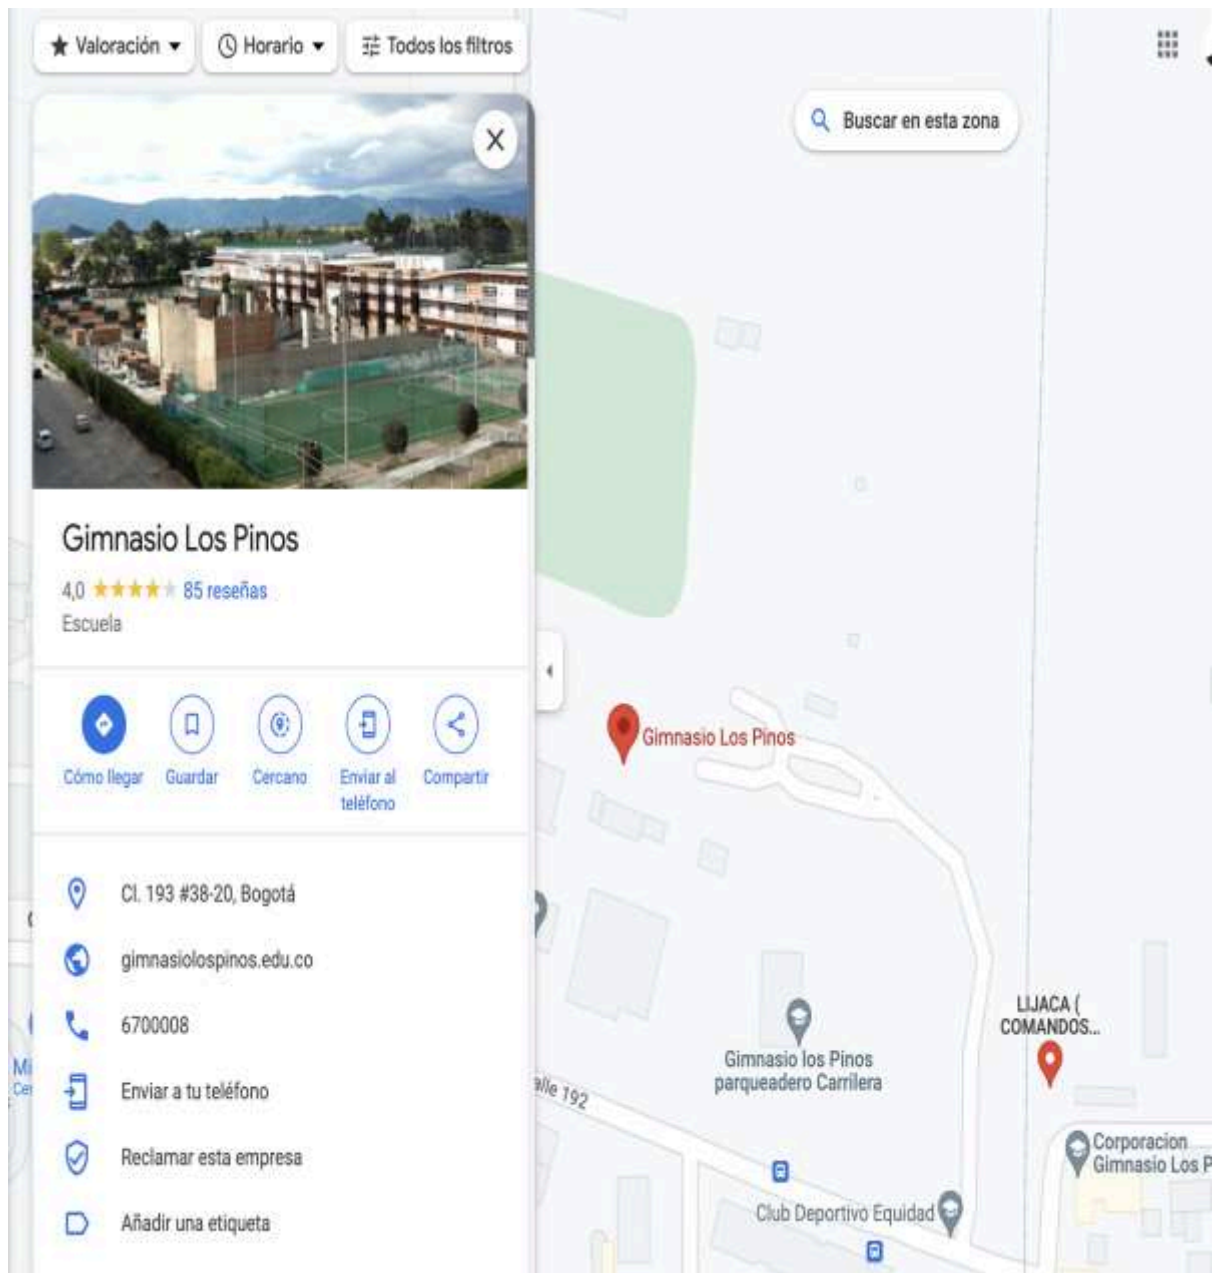 Valoración
Horario
Todos los filtros
Buscar en esta zona
Gimnasio Los Pinos
4,0
85 reseñas
Escuela
Cómo llegar
Guardar
Cercano
Enviar al
teléfono
Compartir
Cl. 193 #38-20, Bogotá
gimnasiolospinos.edu.co
6700008
Enviar a tu teléfono
Reclamar esta empresa
Añadir una etiqueta
Gimnasio Los Pinos
LIJACA (
COMANDOS...
Gimnasio los Pinos
parqueadero Carrilera
alle 192
Corporacion
Gimnasio Los P
Club Deportivo Equidad